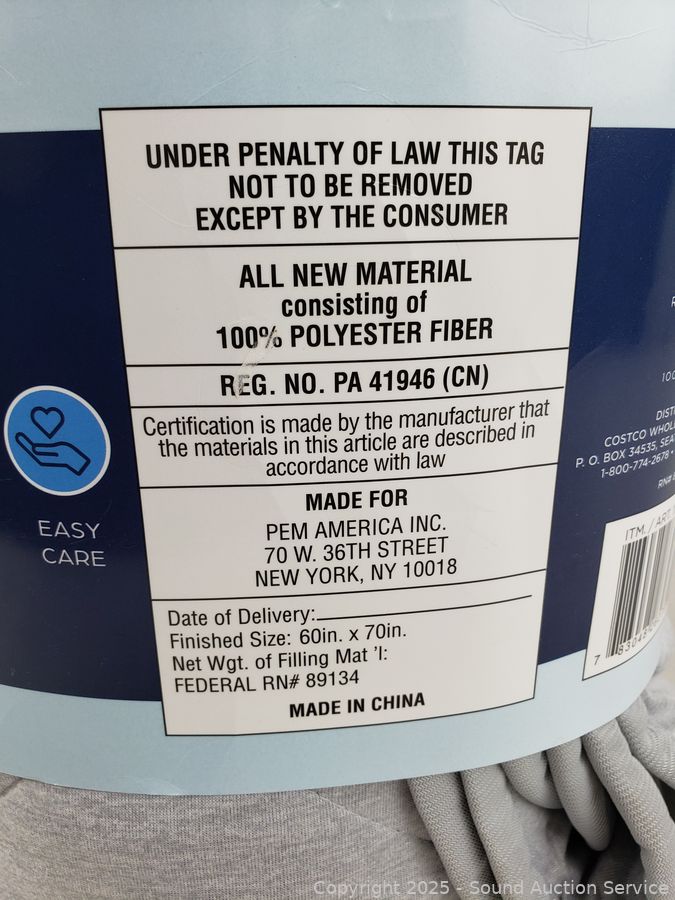 UNDER PENALTY OF LAW THIS TAG
NOT TO BE REMOVED
EXCEPT BY THE CONSUMER
ALL NEW MATERIAL
consisting of
100% POLYESTER FIBER
REG. NO. PA 41946 (CN)
Certification is made by the manufacturer that
the materials in this article are described in
accordance with law
MADE FOR
PEM AMERICA INC.
70 W. 36TH STREET
NEW YORK, NY 10018
Date of Delivery:
Finished Size: 60in. x 70in.
Net Wgt. of Filling Mat 'l:
FEDERAL RN# 89134
MADE IN CHINA
EASY
CARE
COSTCO
P. O. BOX 34535,
1-800-774-2678 •
RN#
ITM. / ART.
Copyright 2025 - Sound Auction Service